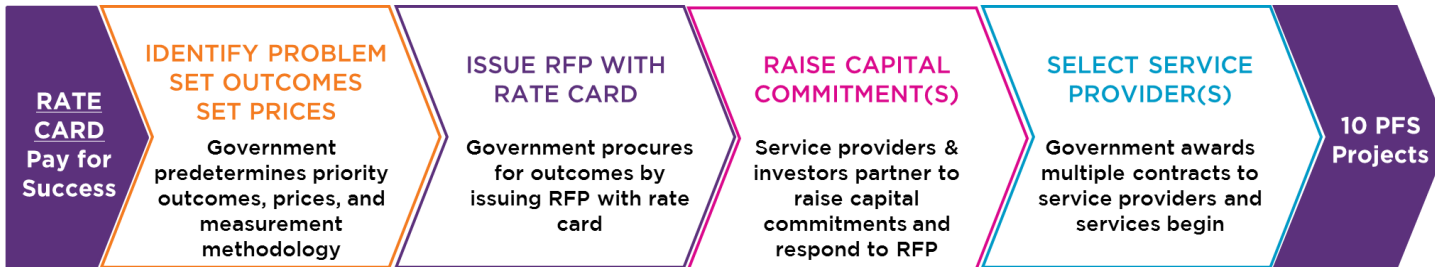 RATE
CARD
Pay for
Success
IDENTIFY PROBLEM
SET OUTCOMES
SET PRICES
Government
predetermines priority
outcomes, prices, and
measurement
methodology
ISSUE RFP WITH
RATE CARD
Government procures
for outcomes by
issuing RFP with rate
card
RAISE CAPITAL
COMMITMENT(S)
Service providers &
investors partner to
raise capital
commitments and
respond to RFP
SELECT SERVICE
PROVIDER(S)
Government awards
multiple contracts to
service providers and
services begin
10 PFS
Projects